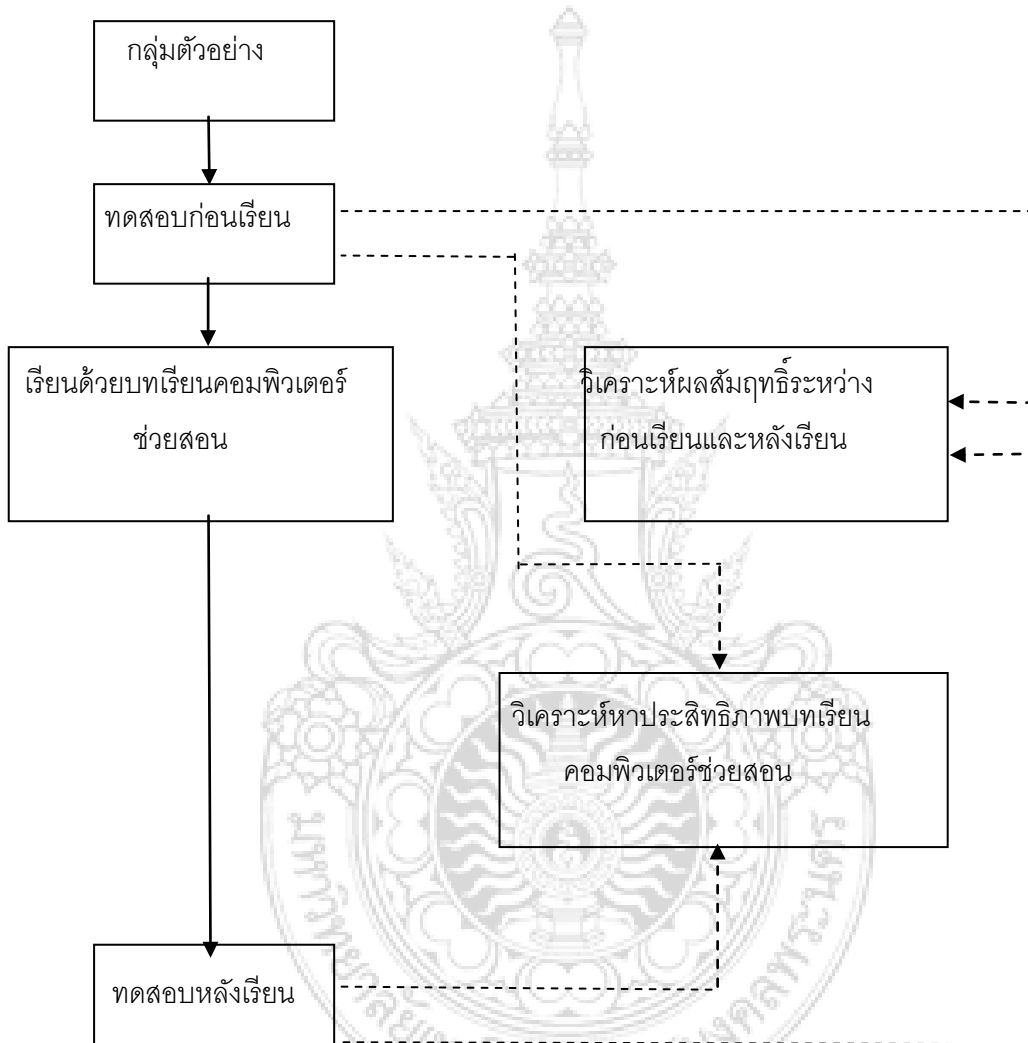 กลุ่มตัวอย่าง
ทดสอบก่อนเรียน
เรียนด้วยบทเรียนคอมพิวเตอร์
ช่วยสอน
วิเคราะห์ผลสัมฤทธิ์ระหว่าง
ก่อนเรียนและหลังเรียน
วิเคราะห์หาประสิทธิภาพบทเรียน
คอมพิวเตอร์ช่วยสอน
ทดสอบหลังเรียน